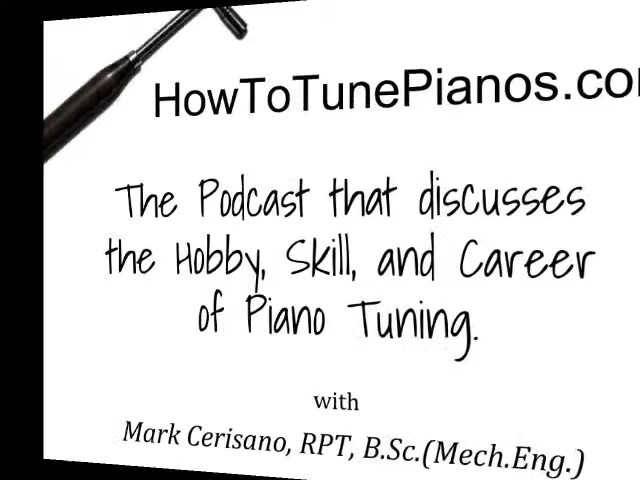 HowToTunePianos.co
The Podcast that discusses
the Hobby, Skill, and Career
of Piano Tuning.
with
Mark Cerisano, RPT, B.Sc.(Mech.Eng.)